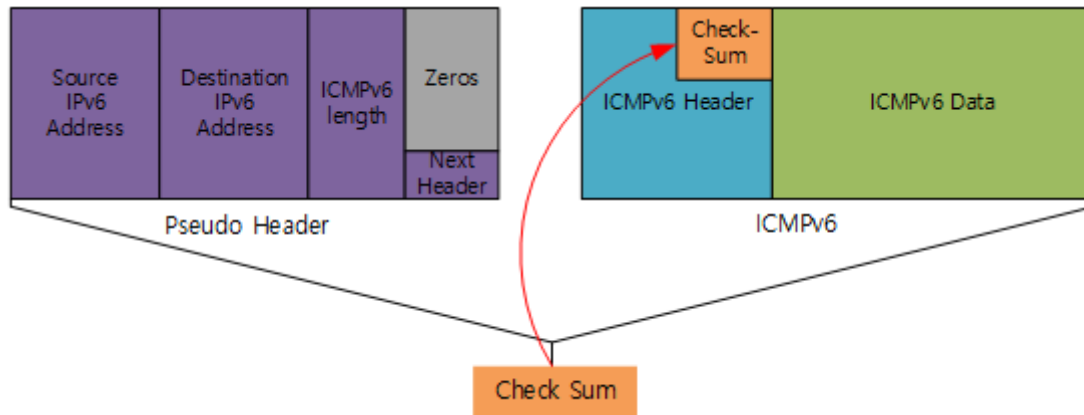 Source
IPv6
Address
Destination
IPv6
Address
ICMPv6
length
Zeros
Next
Header
Pseudo Header
Check-
Sum
ICMPv6 Header
ICMPv6 Data
ICMPv6
Check Sum